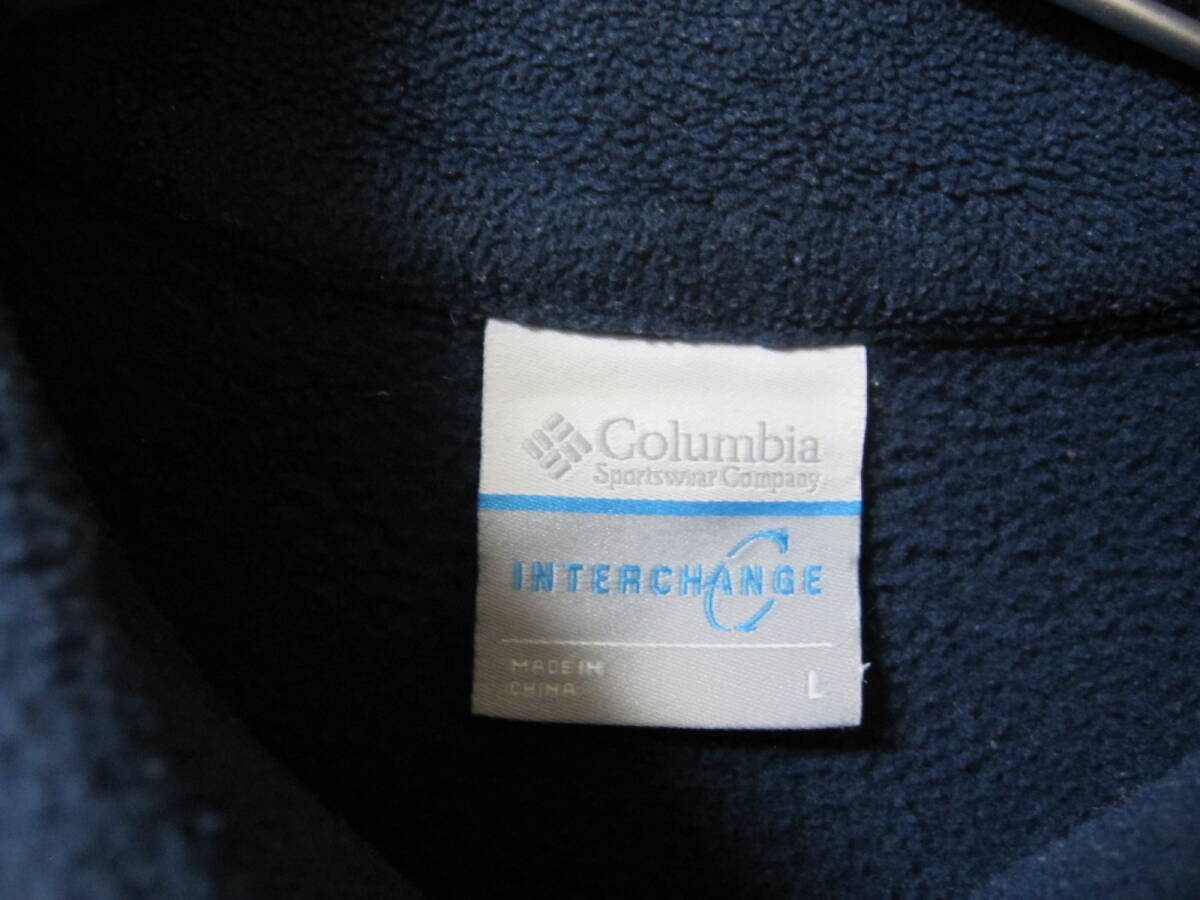 Columbia
Sportswear Company
INTERCHANGE
MADE IN
CHINA
L